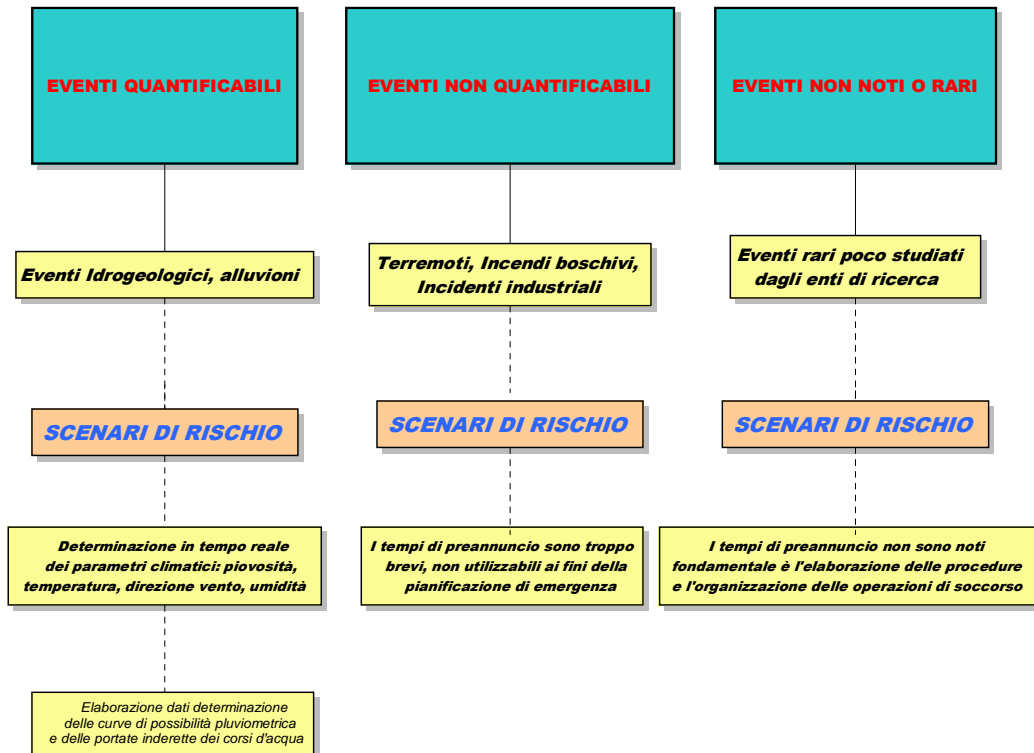 EVENTI QUANTIFICABILI
EVENTI NON QUANTIFICABILI
EVENTI NON NOTI O RARI
Eventi Idrogeologici, alluvioni
Terremoti, Incendi boschivi,
Incidenti industriali
Eventi rari poco studiati
dagli enti di ricerca
SCENARI DI RISCHIO
SCENARI DI RISCHIO
SCENARI DI RISCHIO
Determinazione in tempo reale
dei parametri climatici: piovosità,
temperatura, direzione vento, umidità
I tempi di preannuncio sono troppo
brevi, non utilizzabili ai fini della
pianificazione di emergenza
I tempi di preannuncio non sono noti
fondamentale è l'elaborazione delle procedure
e l'organizzazione delle operazioni di soccorso
Elaborazione dati determinazione
delle curve di possibilità pluviometrica
e delle portate inderette dei corsi d'acqua